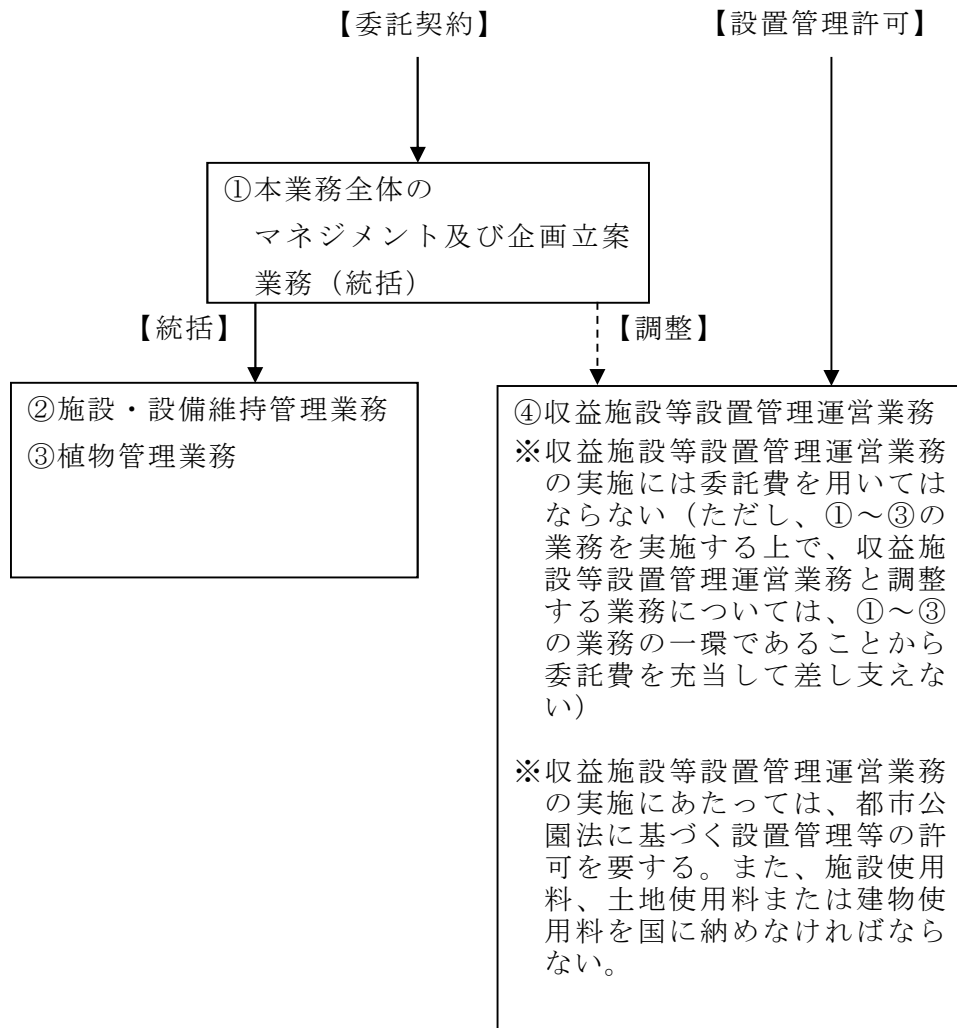 【委託契約】
【設置管理許可】
①本業務全体の
マネジメント及び企画立案
業務（統括）
【統括】
【調整】
②施設・設備維持管理業務
③植物管理業務
④収益施設等設置管理運営業務
※収益施設等設置管理運営業務
の実施には委託費を用いては
ならない（ただし、①～③の
業務を実施する上で、収益施
設等設置管理運営業務と調整
する業務については、①～③
の業務の一環であることから
委託費を充当して差し支えな
い）
※収益施設等設置管理運営業務
の実施にあたっては、都市公
園法に基づく設置管理等の許
可を要する。また、施設使用
料、土地使用料または建物使
用料を国に納めなければなら
ない。